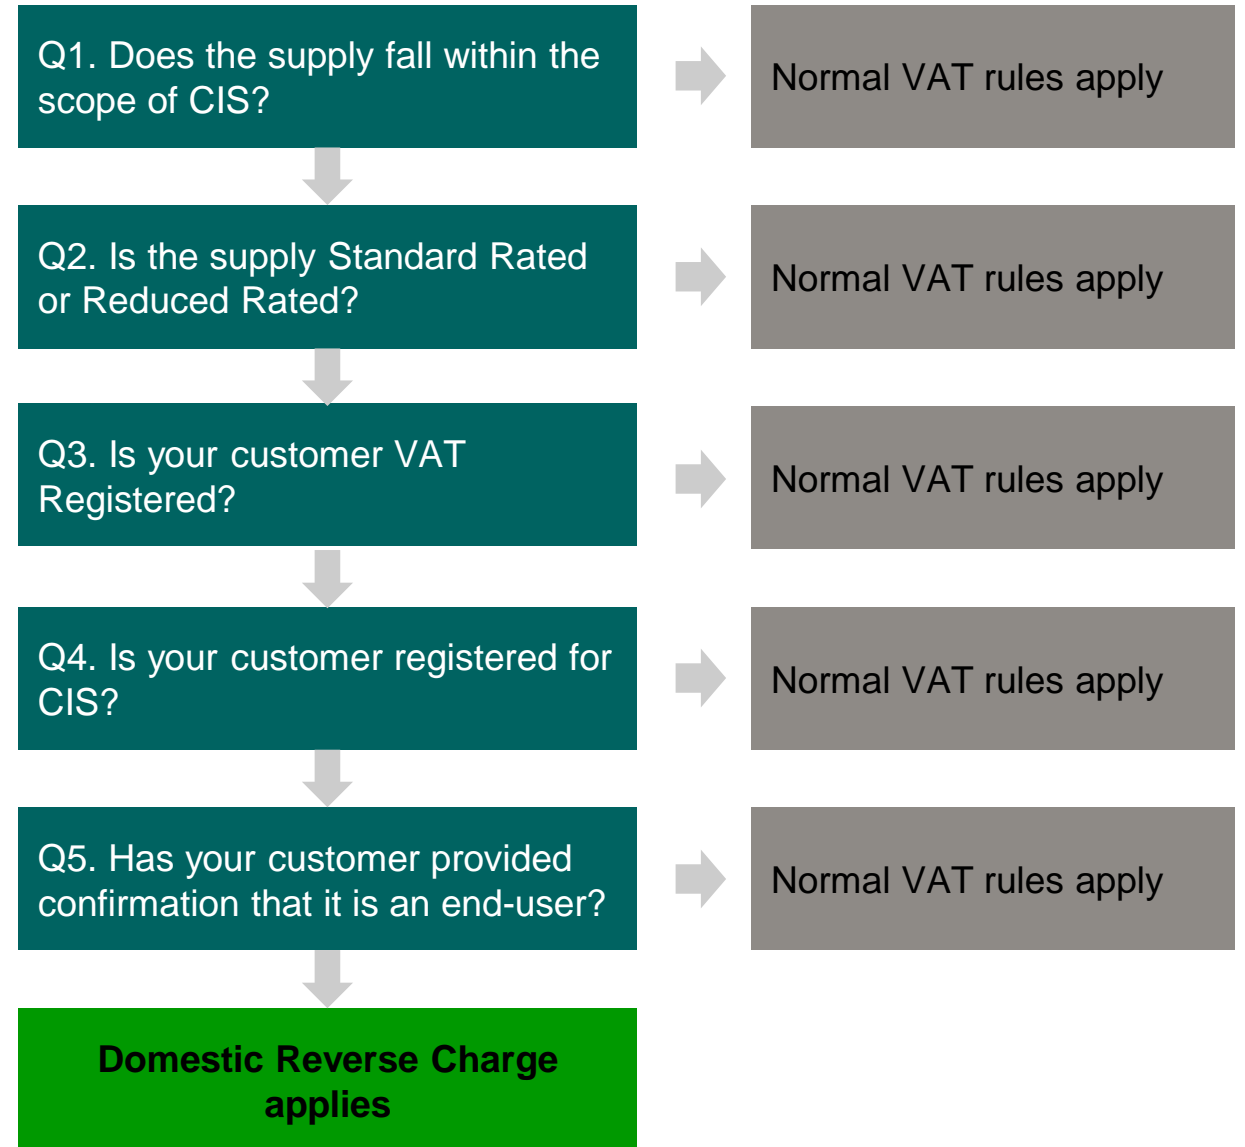 Q1. Does the supply fall within the
scope of CIS?
Normal VAT rules apply
Q2. Is the supply Standard Rated
or Reduced Rated?
Normal VAT rules apply
Q3. Is your customer VAT
Registered?
Normal VAT rules apply
Q4. Is your customer registered for
CIS?
Normal VAT rules apply
Q5. Has your customer provided
confirmation that it is an end-user?
Normal VAT rules apply
Domestic Reverse Charge
applies